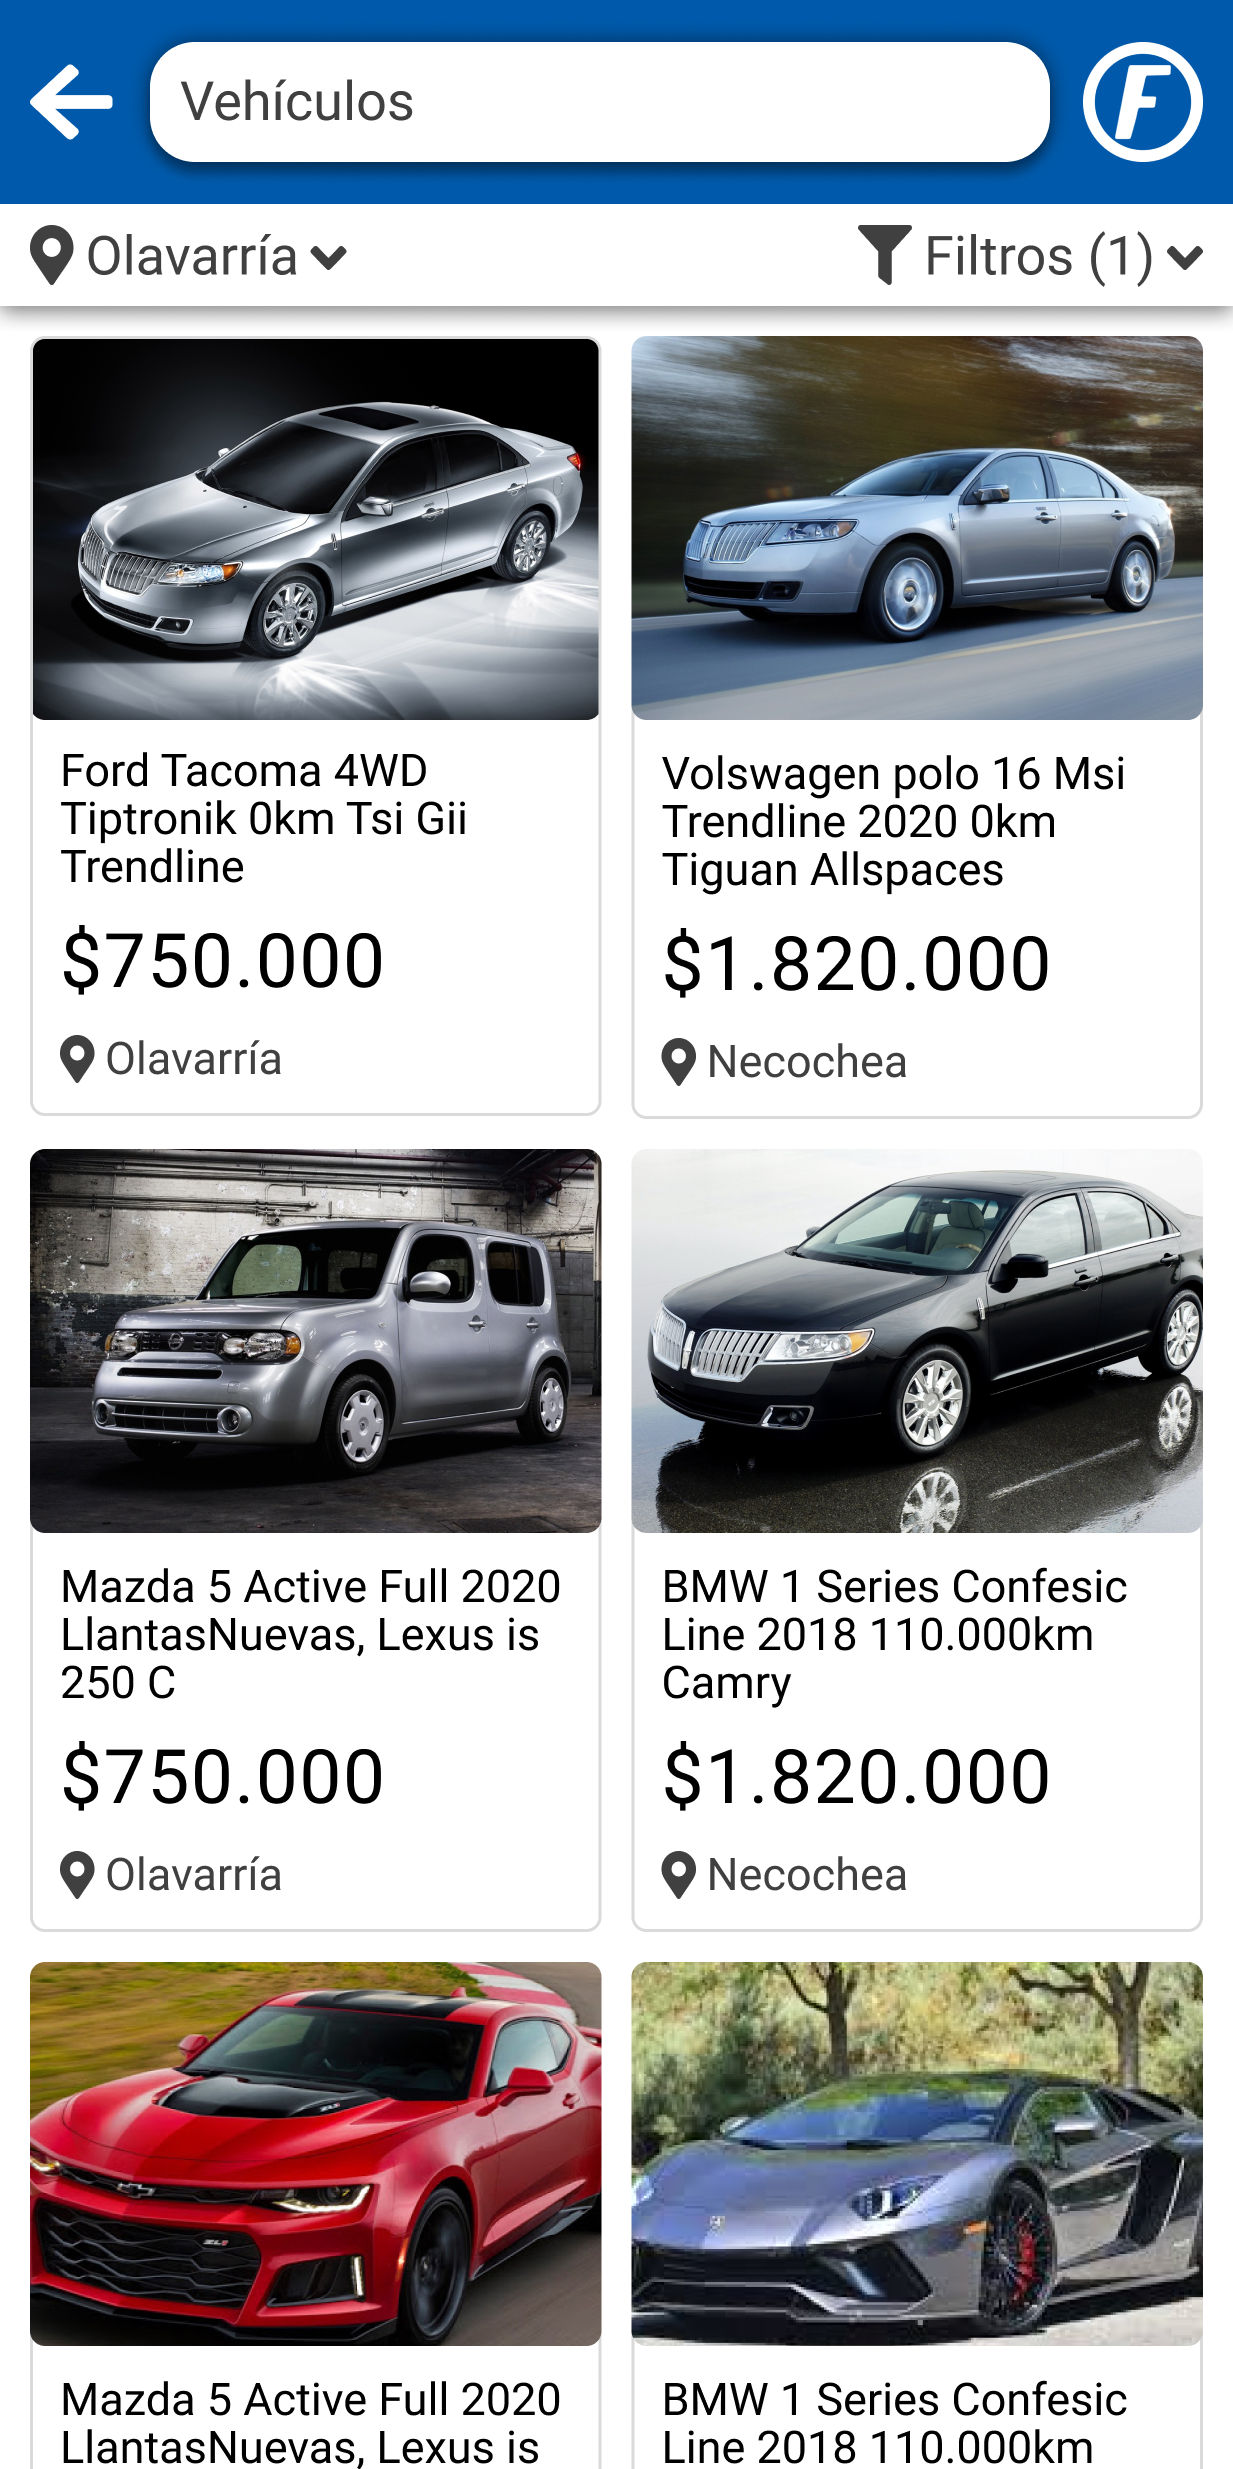 Vehículos
F
Olavarría
Filtros (1)
Ford Tacoma 4WD
Tiptronik 0km Tsi Gii
Trendline
$750.000
Olavarría
Volswagen polo 16 Msi
Trendline 2020 0km
Tiguan Allspaces
$1.820.000
Necochea
Mazda 5 Active Full 2020
LlantasNuevas, Lexus is
250 C
$750.000
Olavarría
BMW 1 Series Confesic
Line 2018 110.000km
Camry
$1.820.000
Necochea
ZL1
Mazda 5 Active Full 2020
LlantasNuevas, Lexus is
BMW 1 Series Confesic
Line 2018 110.000km